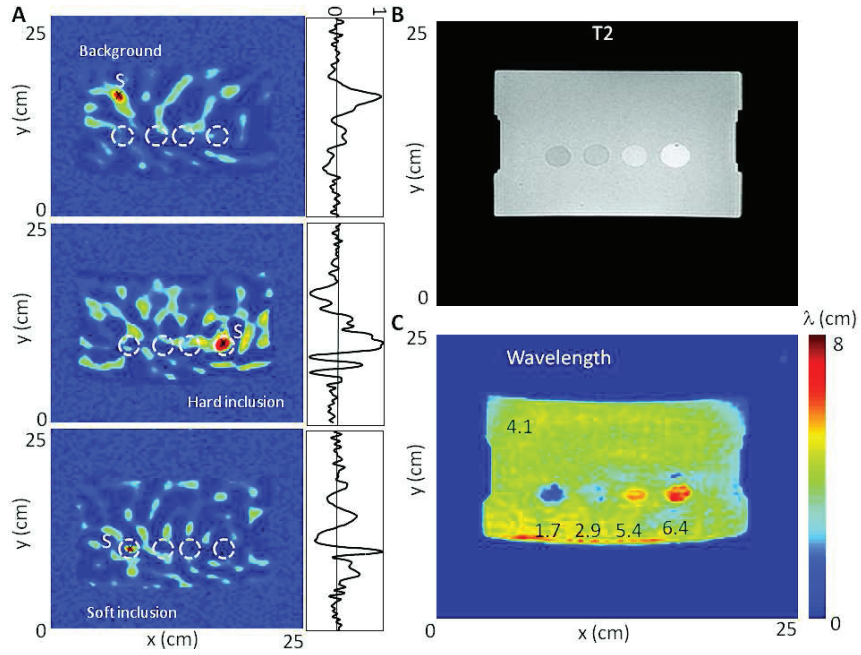 A
25
0
1
Background
S
y (cm)
0
25
S
y (cm)
Hard inclusion
0
25
S
y (cm)
Soft inclusion
0
x (cm)
25
B
25
T2
y (cm)
0
C
25
λ (cm)
8
Wavelength
4.1
y (cm)
1.7 2.9 5.4 6.4
0
0
x (cm)
25